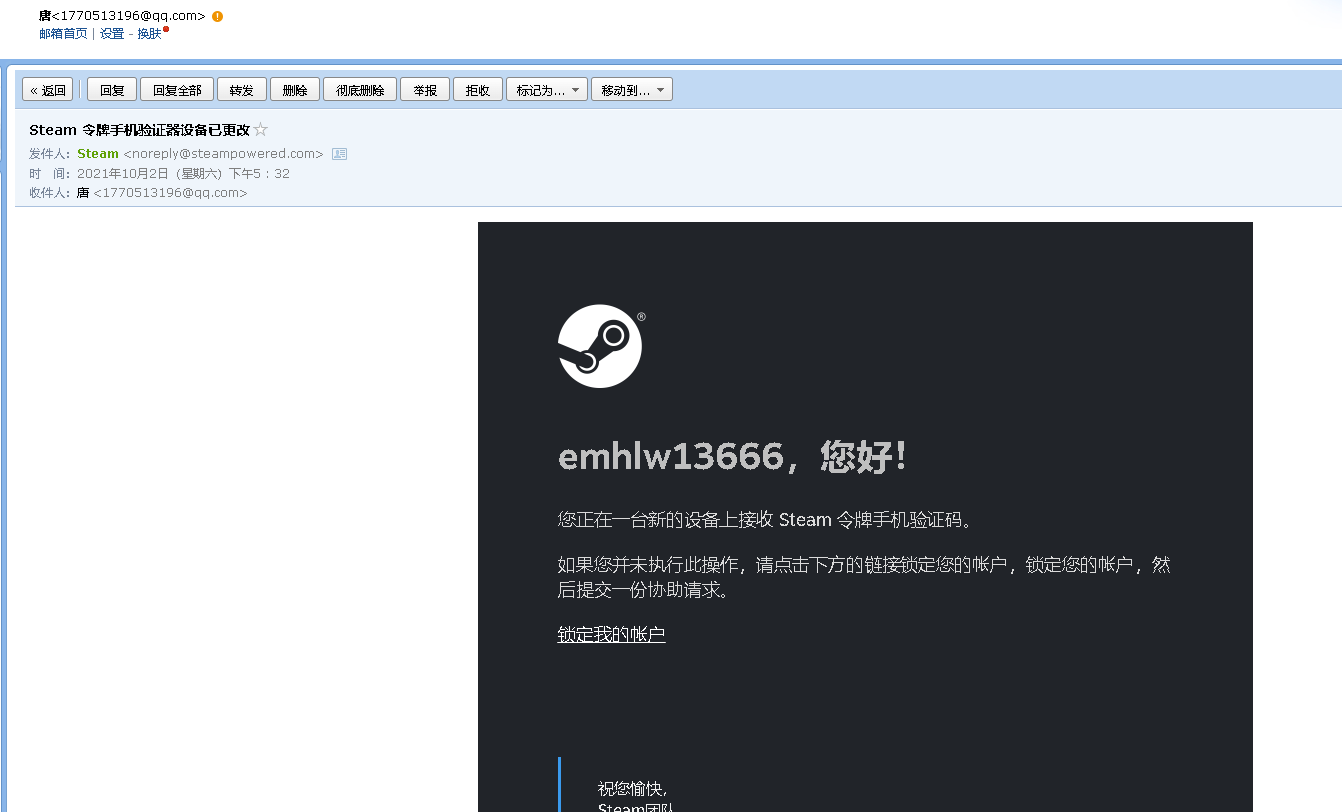 唐<1770513196@qq.com>
邮箱首页 | 设置 - 换肤
« 返回 回复 回复全部 转发 删除 彻底删除 举报 拒收 标记为... 移动到...
Steam 令牌手机验证器设备已更改
发件人：Steam <noreply@steampowered.com>
时 间：2021年10月2日（星期六）下午5：32
收件人：唐 <1770513196@qq.com>
®
emhlw13666，您好！
您正在一台新的设备上接收 Steam 令牌手机验证码。
如果您并未执行此操作，请点击下方的链接锁定您的帐户，锁定您的帐户，然
后提交一份协助请求。
锁定我的帐户
祝您愉快，
Steam团队